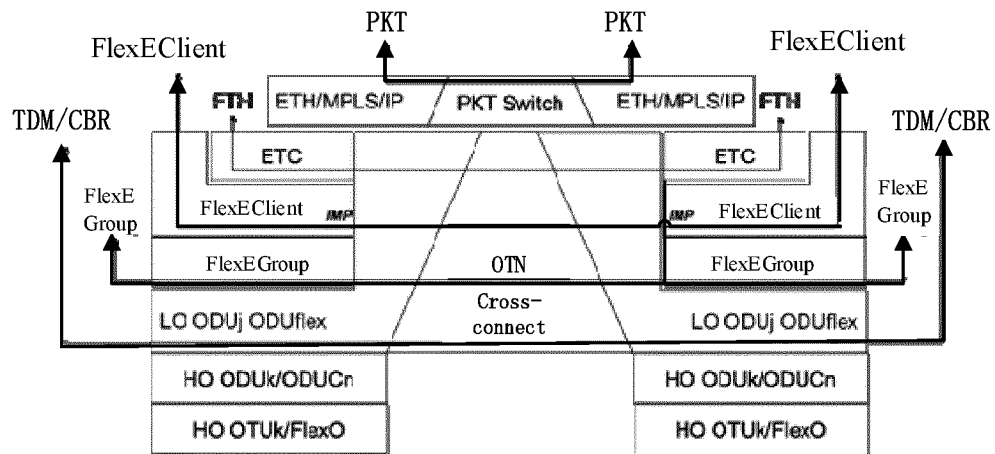 PKT PKT
FlexEClient FlexEClient
FTH ETH/MPLS/IP PKT Switch ETH/MPLS/IP FTH
TDM/CBR TDM/CBR
ETC ETC
FlexE
Group
FlexEClient IMP
IMP FlexEClient
FlexE
Group
FlexEGroup OTN FlexEGroup
Cross-
connect
LO ODUj ODUflex LO ODUj ODUflex
HO ODUk/ODUCn HO ODUk/ODUCn
HO OTUk/FlexO HO OTUk/FlexO